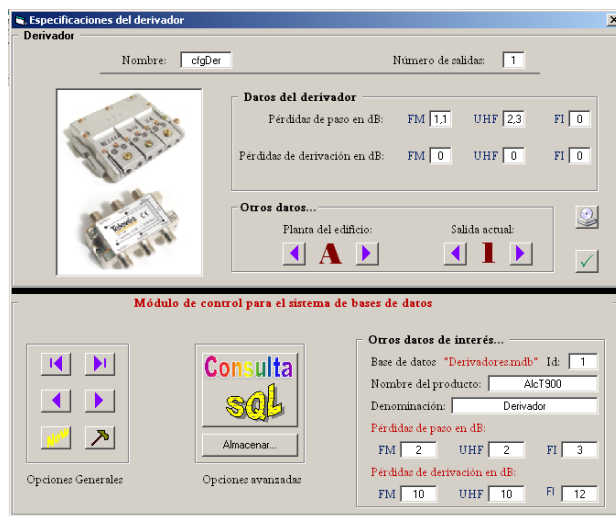 Especificaciones del derivador
Derivador
Nombre: cfgDer Número de salidas: 1
Datos del derivador
Pérdidas de paso en dB: FM 1,1 UHF 2,3 FI 0
Pérdidas de derivación en dB: FM 0 UHF 0 FI 0
Otros datos...
Planta del edificio: Salida actual:
A 1
Televes
Módulo de control para el sistema de bases de datos
Consulta
SQL
New
Almacenar...
Opciones Generales
Opciones avanzadas
Otros datos de interés...
Base de datos "Derivadores.mdb" Id: 1
Nombre del producto: AlcT900
Denominación: Derivador
Pérdidas de paso en dB:
FM 2 UHF 2 FI 3
Pérdidas de derivación en dB:
FM 10 UHF 10 FI 12